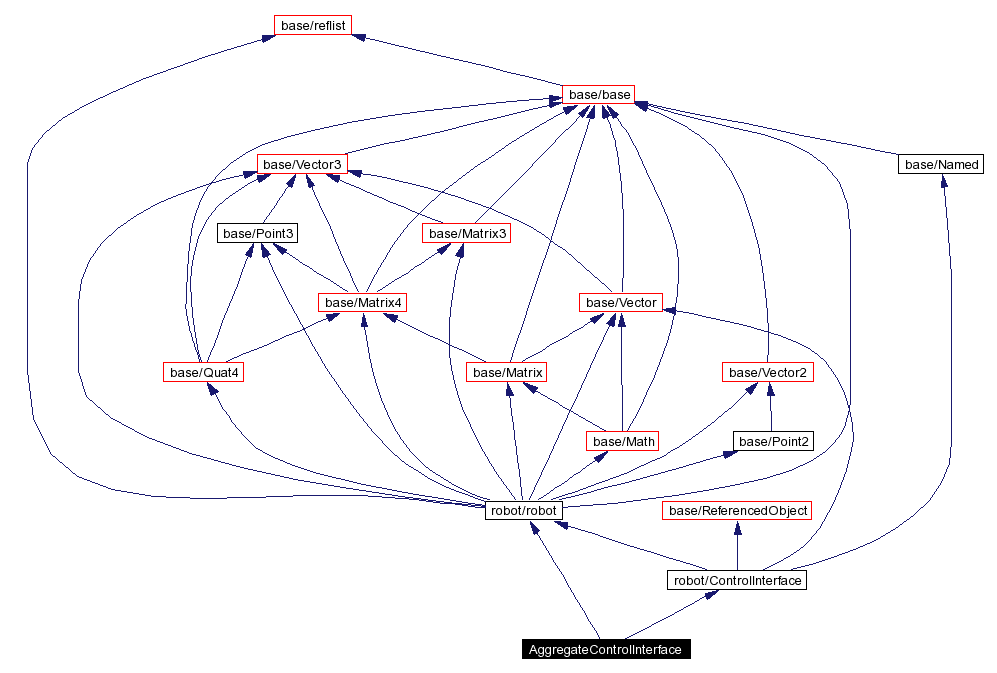 base/reflist
base/base
base/Vector3
base/Named
base/Point3
base/Matrix3
base/Matrix4
base/Vector
base/Quat4
base/Matrix
base/Vector2
base/Math
base/Point2
robot/robot
base/ReferencedObject
robot/ControlInterface
AggregateControlInterface